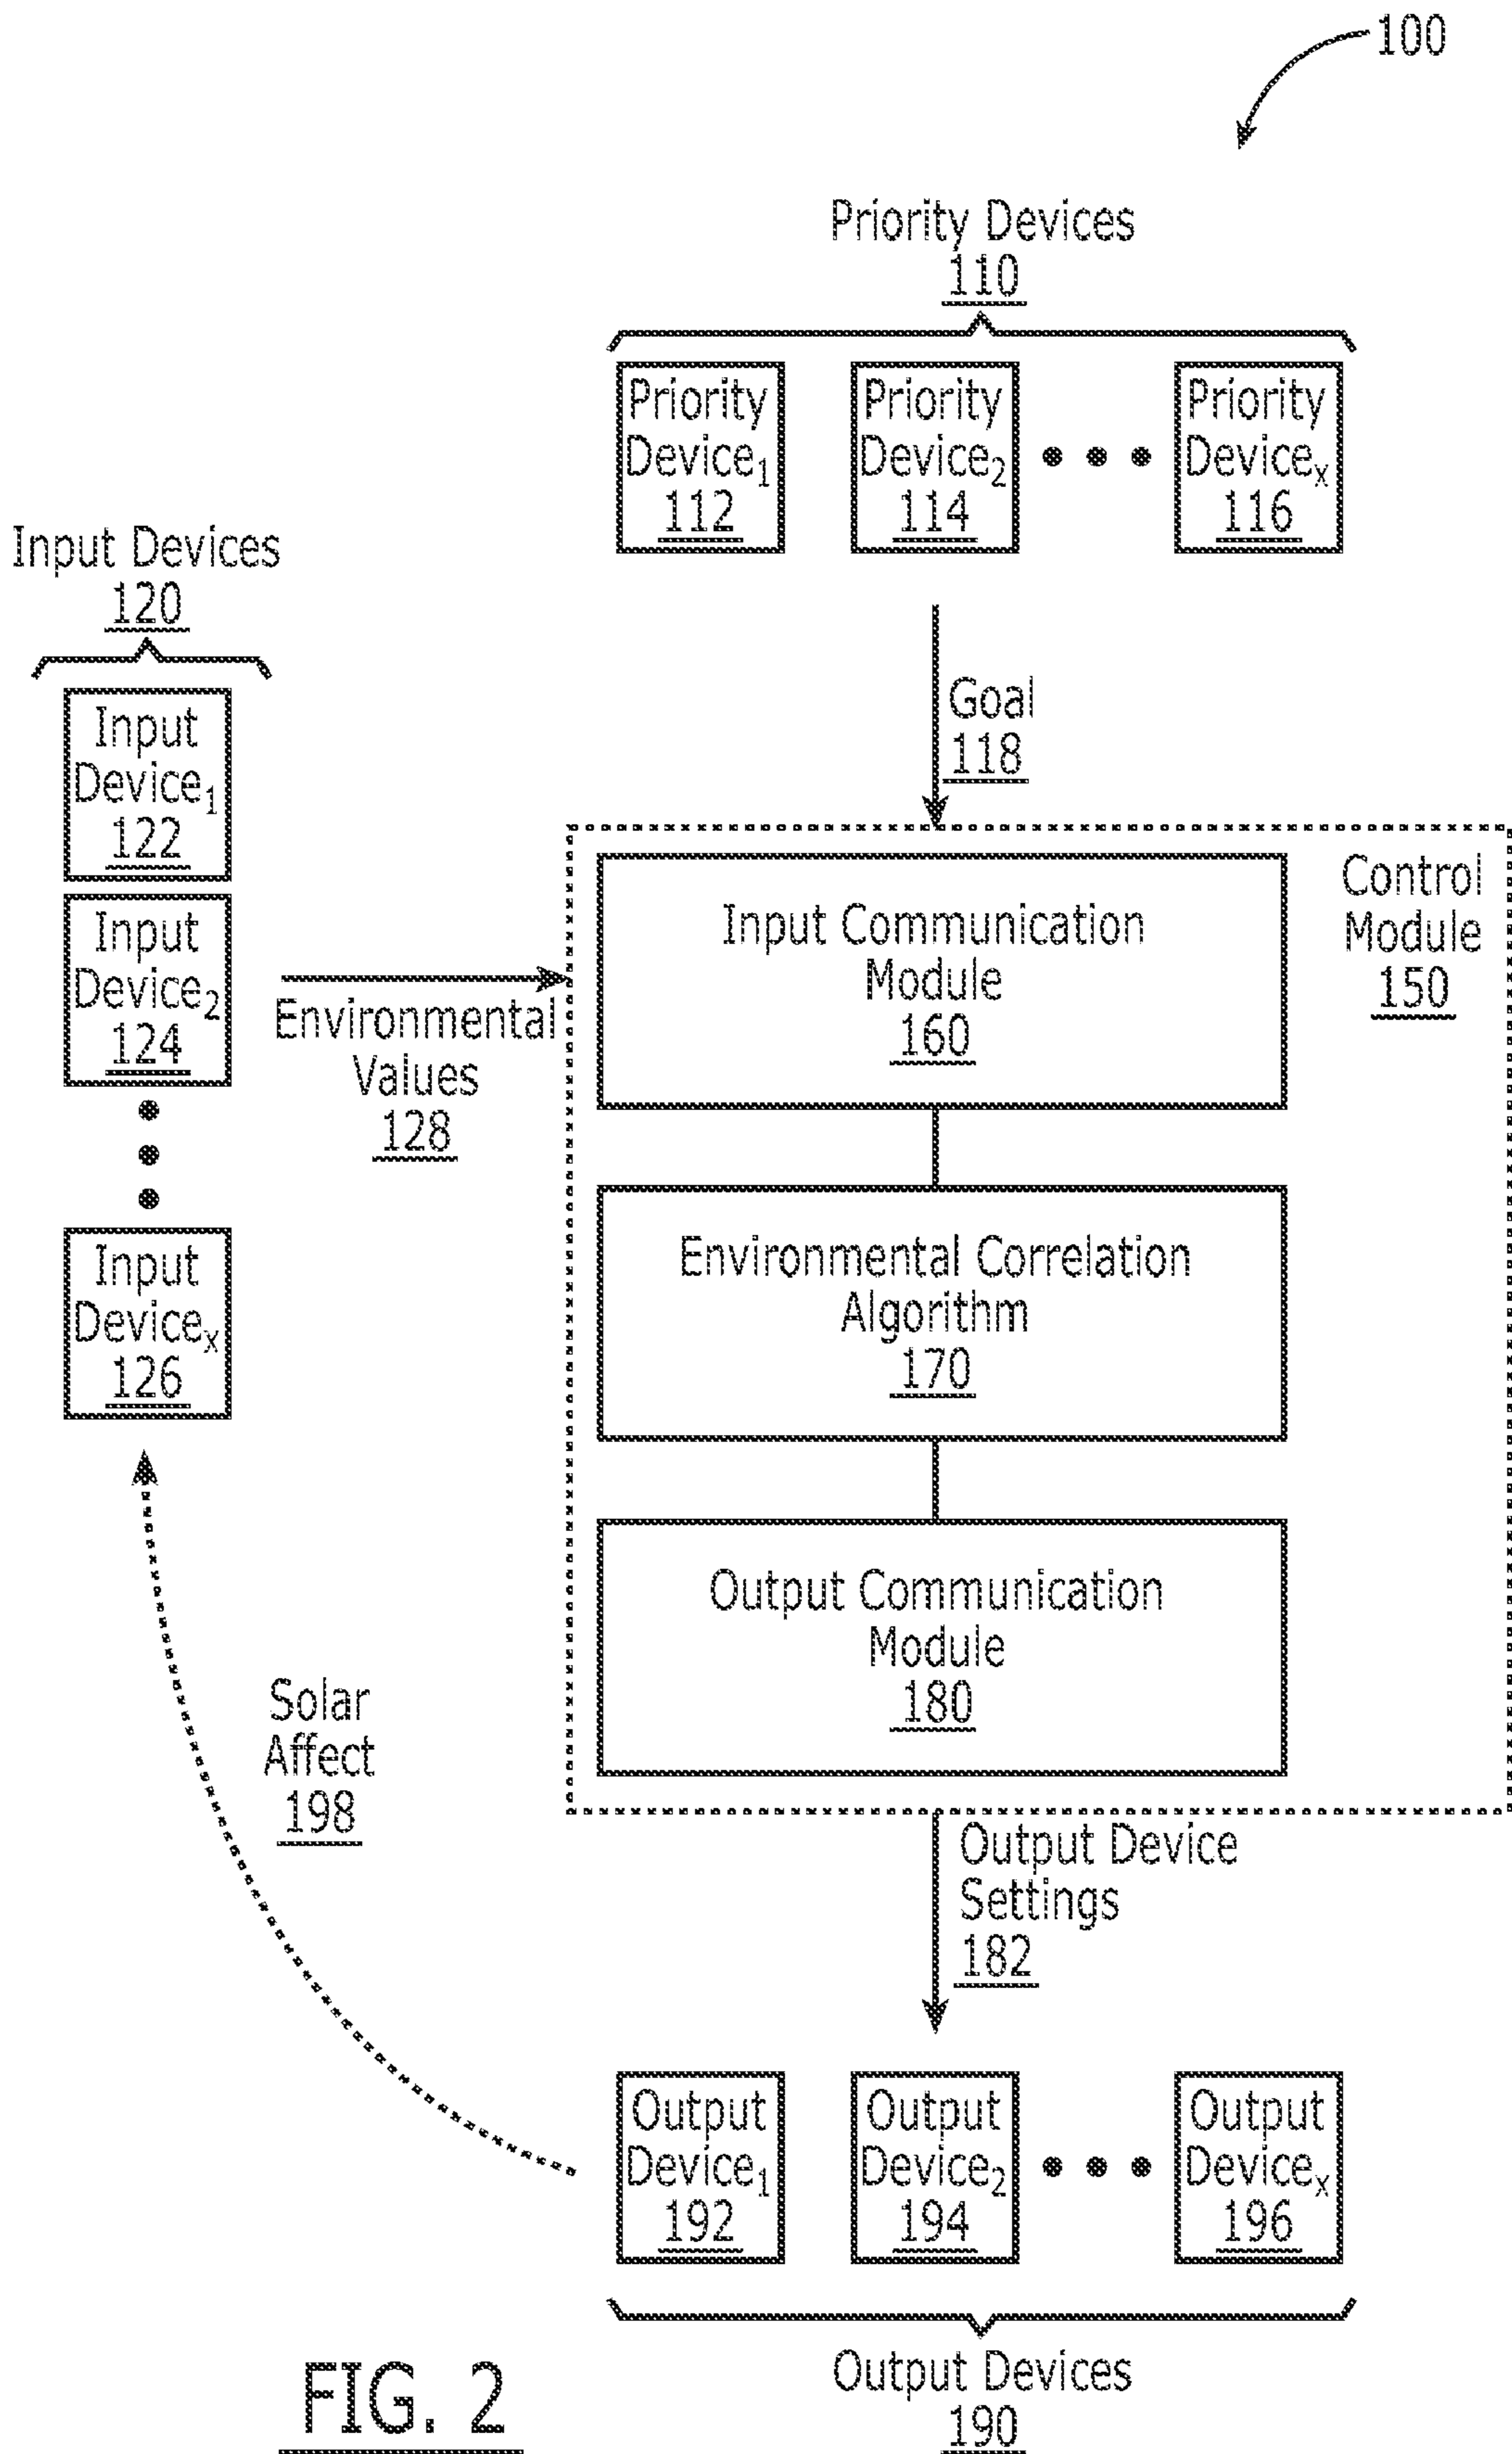 100
Priority Devices
110
Priority
Device1
112
Priority
Device2
114
Priority
Devicex
116
Input Devices
120
Input
Device1
122
Input
Device2
124
Input
Devicex
126
Goal
118
Environmental
Values
128
Control
Module
150
Input Communication
Module
160
Environmental Correlation
Algorithm
170
Output Communication
Module
180
Solar
Affect
198
Output Device
Settings
182
Output
Device1
192
Output
Device2
194
Output
Devicex
196
Output Devices
190
FIG. 2